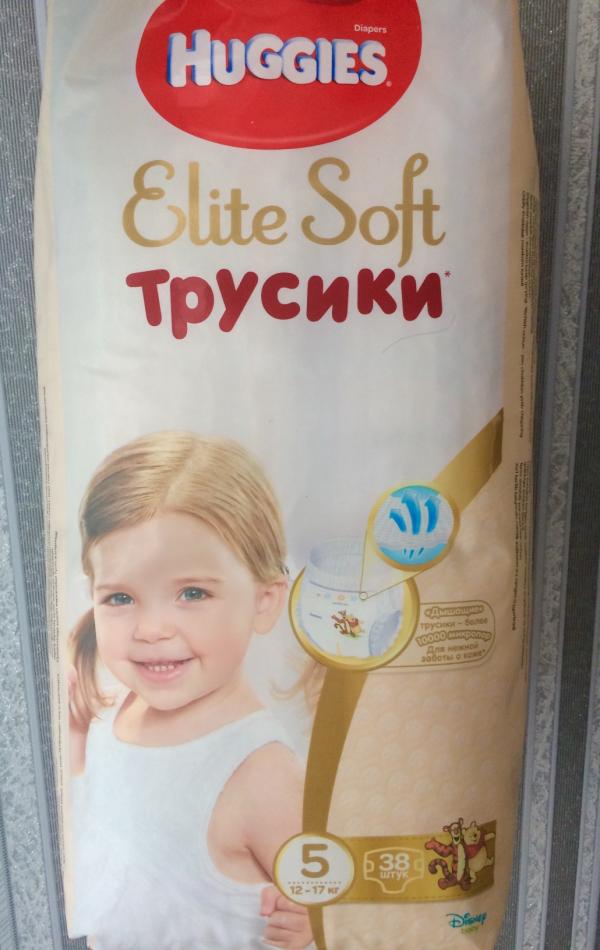 Diapers
HUGGIES®
Elite Soft
Трусики*
«Дышащие»
трусики - более
10000 микропор
Для нежной
заботы о коже*
5
12-17 кг
38
штук
Disney
baby